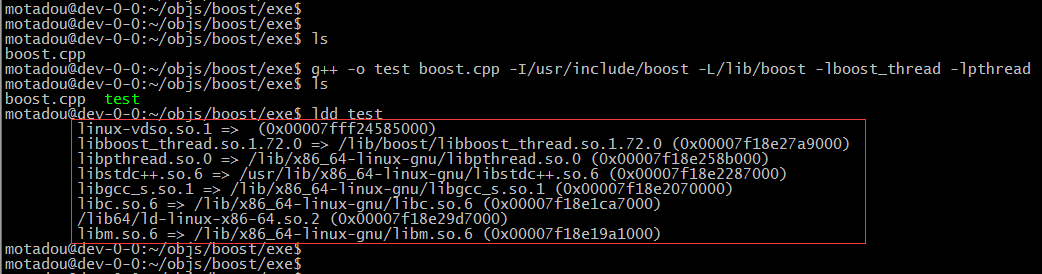 motadou@dev-0-0:~/objs/boost/exe$
motadou@dev-0-0:~/objs/boost/exe$
motadou@dev-0-0:~/objs/boost/exe$ ls
boost.cpp
motadou@dev-0-0:~/objs/boost/exe$ g++ -o test boost.cpp -I/usr/include/boost -L/lib/boost -lboost_thread -lpthread
motadou@dev-0-0:~/objs/boost/exe$ ls
boost.cpp test
motadou@dev-0-0:~/objs/boost/exe$ ldd test
linux-vdso.so.1 => (0x00007fff24585000)
libboost_thread.so.1.72.0 => /lib/boost/libboost_thread.so.1.72.0 (0x00007f18e27a9000)
libpthread.so.0 => /lib/x86_64-linux-gnu/libpthread.so.0 (0x00007f18e258b000)
libstdc++.so.6 => /usr/lib/x86_64-linux-gnu/libstdc++.so.6 (0x00007f18e2287000)
libgcc_s.so.1 => /lib/x86_64-linux-gnu/libgcc_s.so.1 (0x00007f18e2070000)
libc.so.6 => /lib/x86_64-linux-gnu/libc.so.6 (0x00007f18e1ca7000)
/lib64/ld-linux-x86-64.so.2 (0x00007f18e29d7000)
libm.so.6 => /lib/x86_64-linux-gnu/libm.so.6 (0x00007f18e19a1000)
motadou@dev-0-0:~/objs/boost/exe$
motadou@dev-0-0:~/objs/boost/exe$